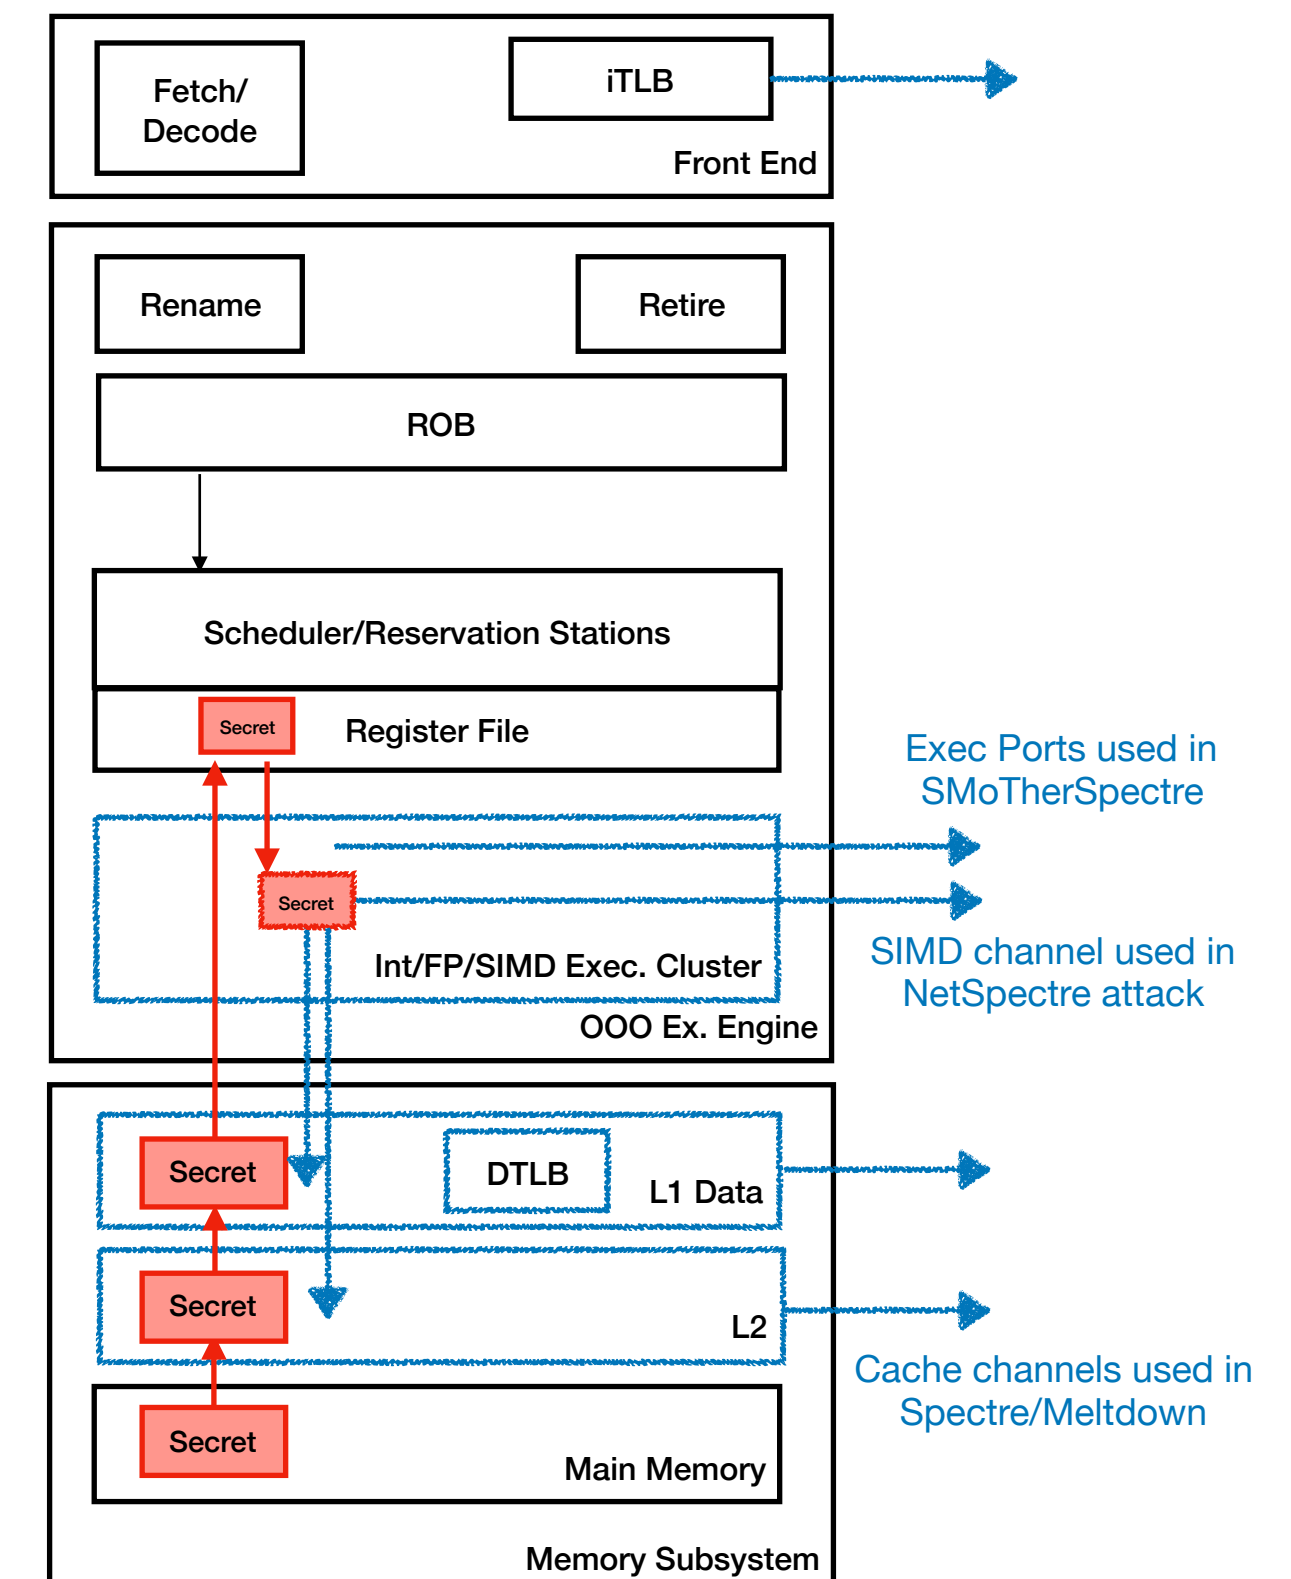 Fetch/
Decode
iTLB
Front End
Rename
Retire
ROB
Scheduler/Reservation Stations
Secret
Register File
Exec Ports used in
SMoTherSpectre
Secret
Int/FP/SIMD Exec. Cluster
SIMD channel used in
NetSpectre attack
OOO Ex. Engine
Secret
DTLB
L1 Data
Secret
L2
Cache channels used in
Spectre/Meltdown
Secret
Main Memory
Memory Subsystem